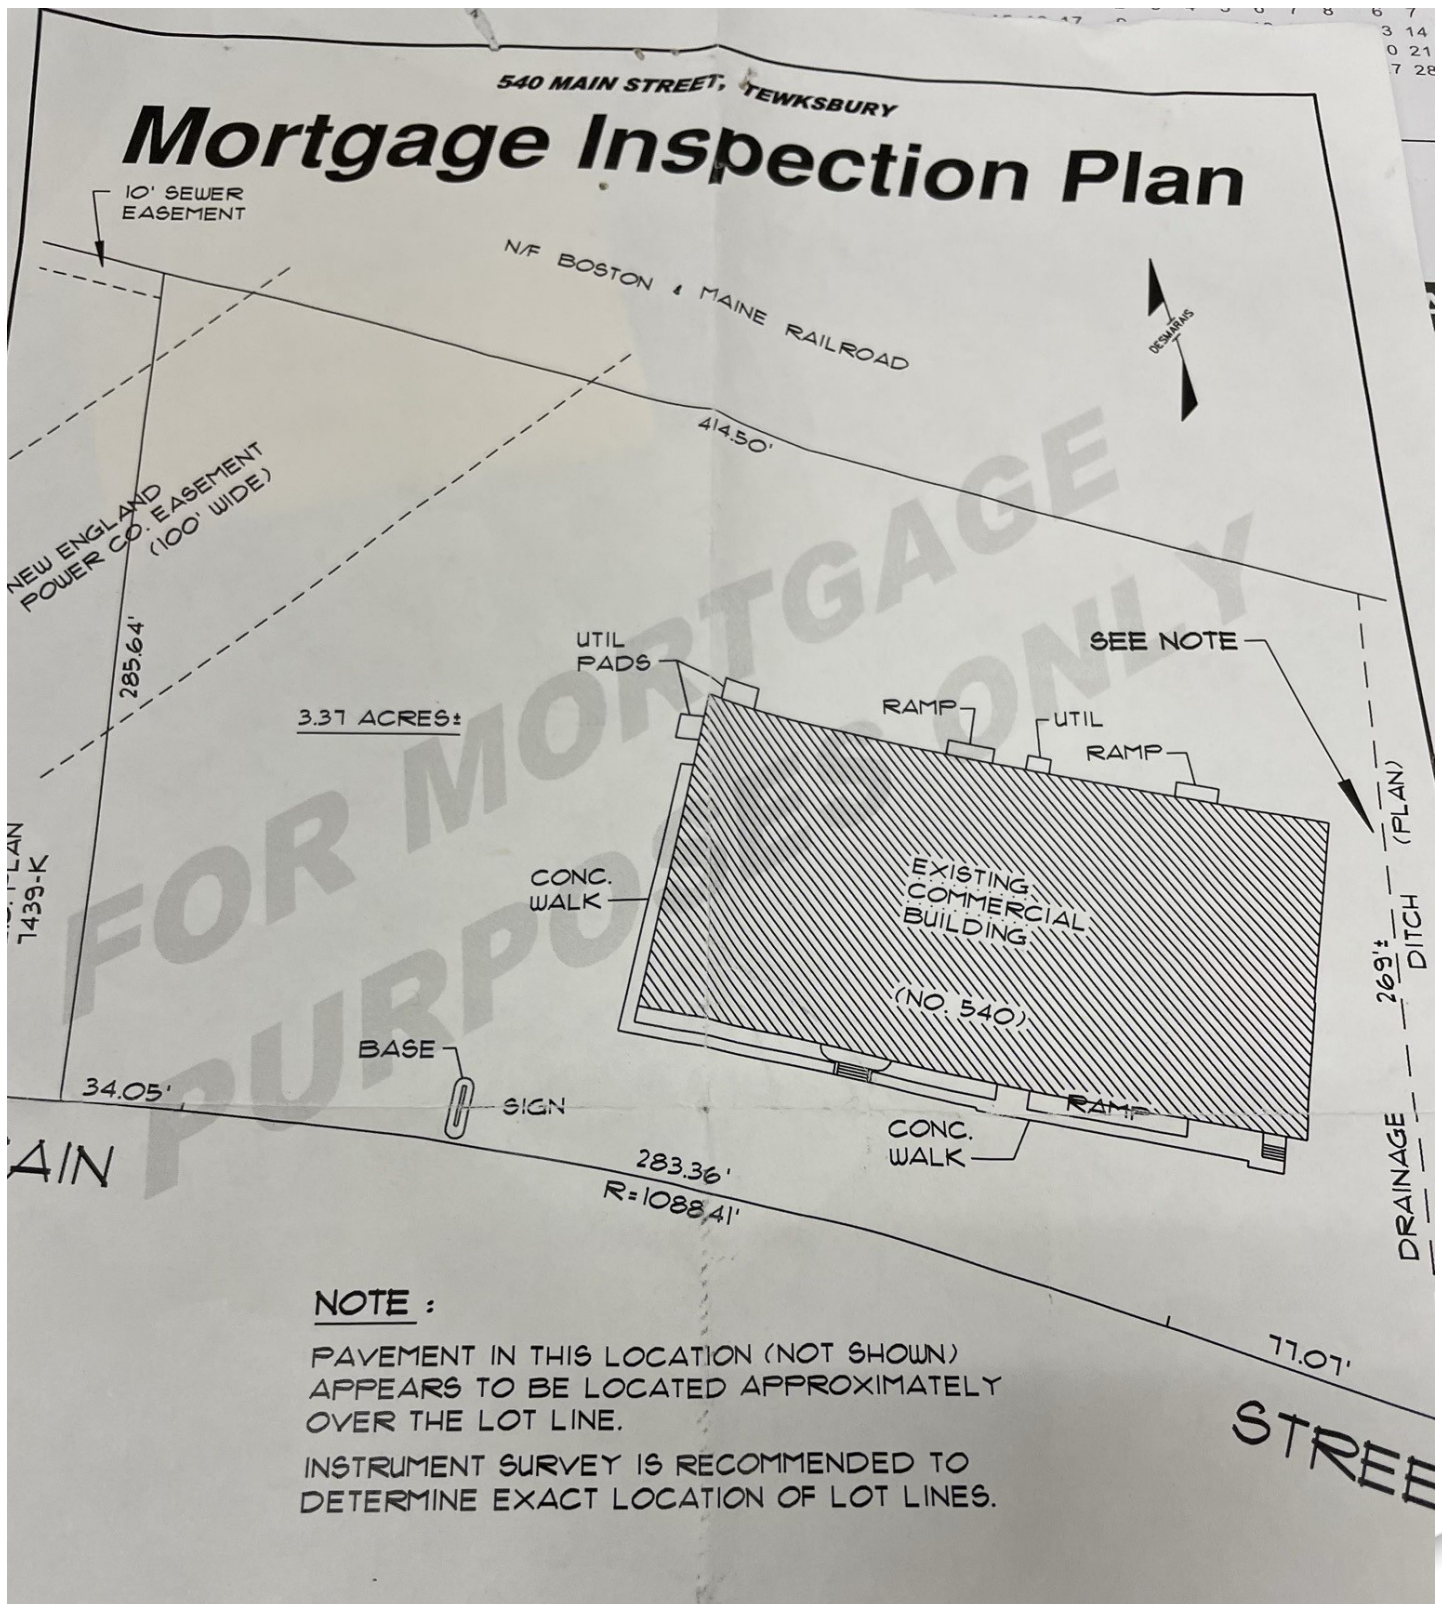 540 MAIN STREET, TEWKSBURY
Mortgage Inspection Plan
10' SEWER
EASEMENT
N/F BOSTON & MAINE RAILROAD
DESMARAIS
414.50'
NEW ENGLAND
POWER CO. EASEMENT
(100' WIDE)
285.64'
UTIL
PADS
SEE NOTE
3.37 ACRES±
RAMP
UTIL
RAMP
FOR MORTGAGE
PURPOSES ONLY
7439-K
CONC.
WALK
EXISTING
COMMERCIAL
BUILDING
(NO. 540)
269'±
DRAINAGE DITCH (PLAN)
BASE
SIGN
34.05'
RAMP
CONC.
WALK
283.36'
R=1088.41'
77.07'
AIN
STREE
NOTE :
PAVEMENT IN THIS LOCATION (NOT SHOWN)
APPEARS TO BE LOCATED APPROXIMATELY
OVER THE LOT LINE.
INSTRUMENT SURVEY IS RECOMMENDED TO
DETERMINE EXACT LOCATION OF LOT LINES.